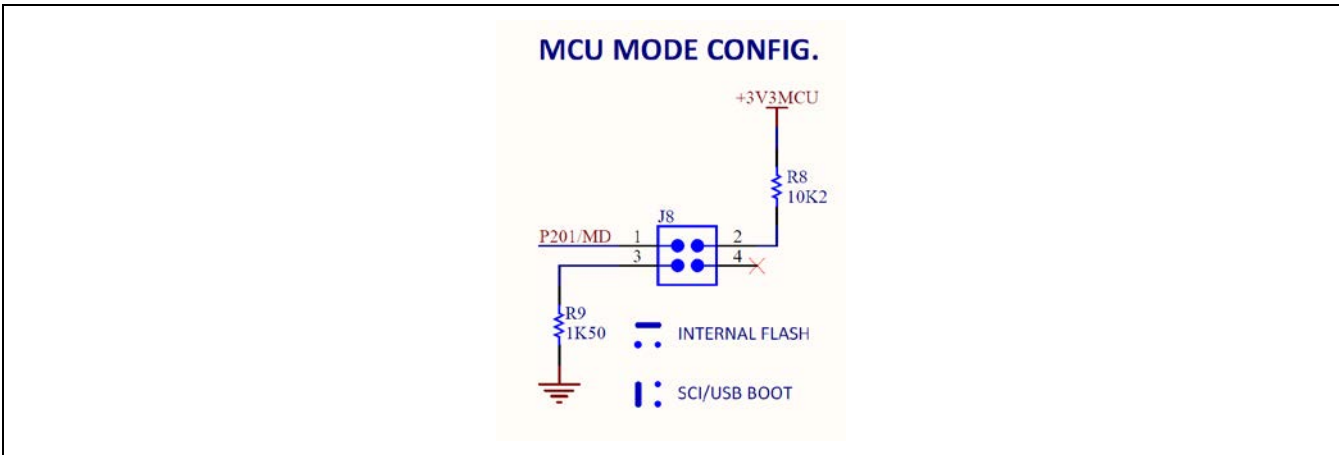 MCU MODE CONFIG.
+3V3MCU
R8
10K2
J8
P201/MD 1 2
3 4
R9
1K50
INTERNAL FLASH
SCI/USB BOOT